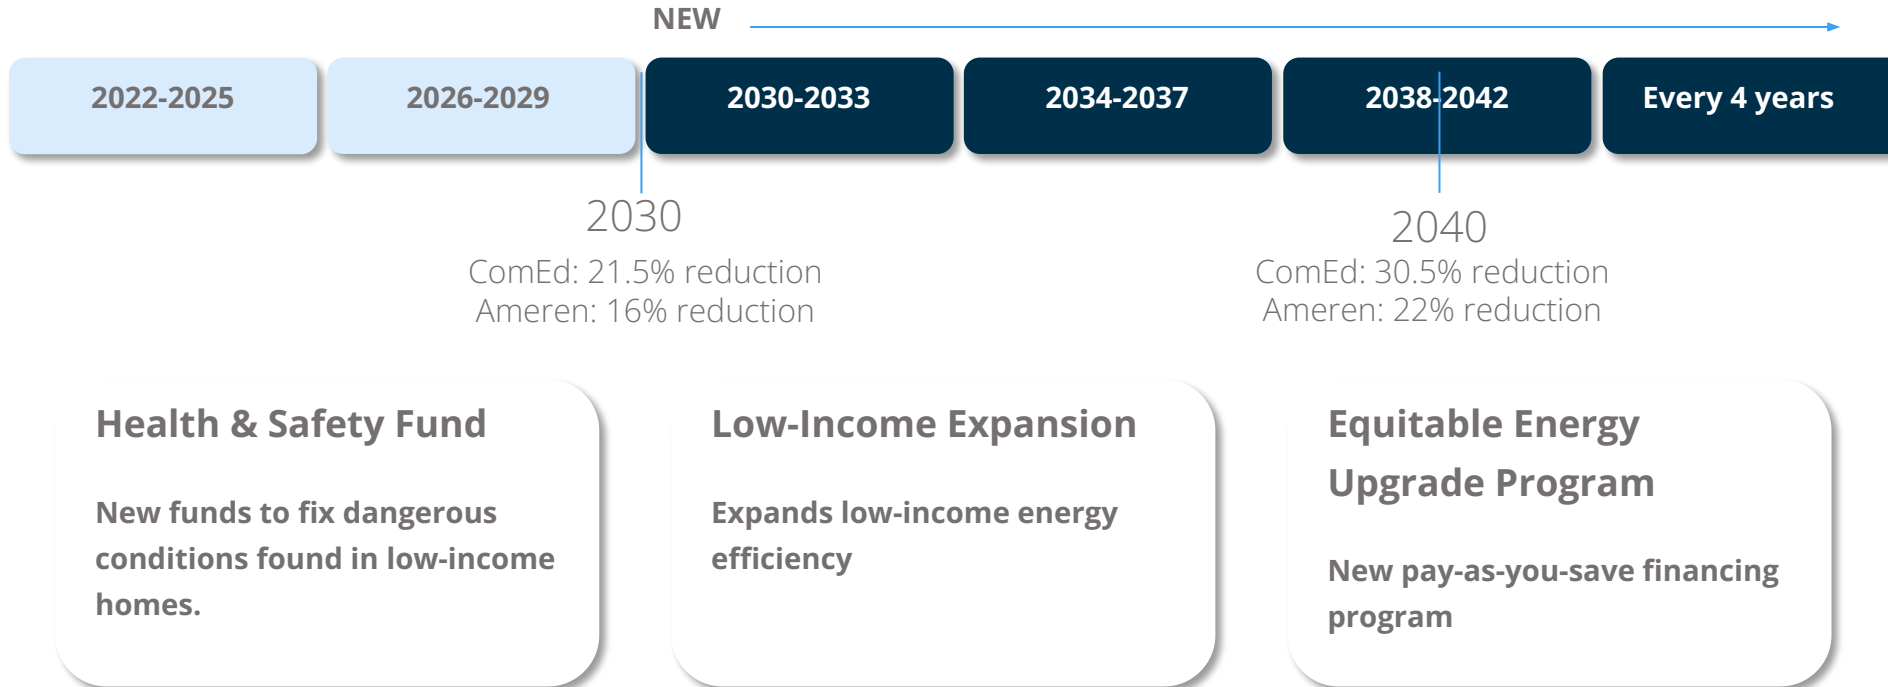 NEW
2022-2025
2026-2029
2030-2033
2034-2037
2038-2042
Every 4 years
2030
ComEd: 21.5% reduction
Ameren: 16% reduction
2040
ComEd: 30.5% reduction
Ameren: 22% reduction
Health & Safety Fund
New funds to fix dangerous
conditions found in low-income
homes.
Low-Income Expansion
Expands low-income energy
efficiency
Equitable Energy
Upgrade Program
New pay-as-you-save financing
program